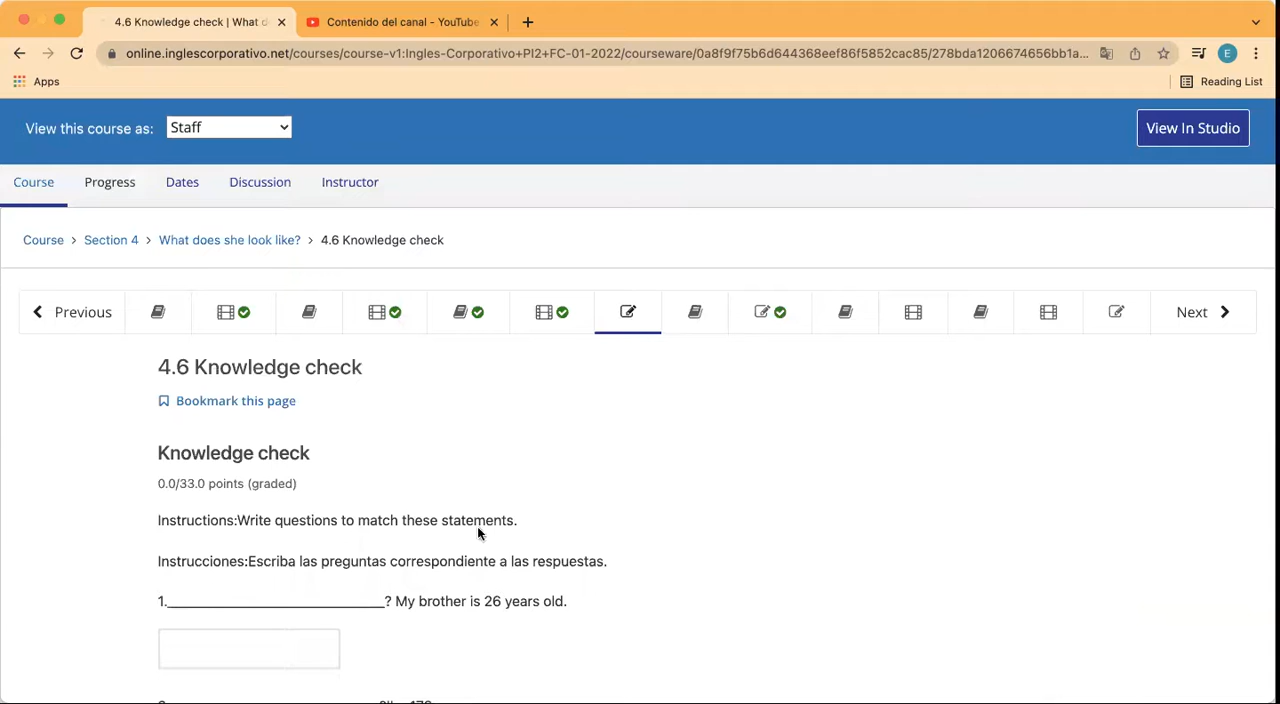 4.6 Knowledge check | What d
Contenido del canal - YouTube
online.inglescorporativo.net/courses/course-v1:Ingles-Corporativo+PI2+FC-01-2022/courseware/0a8f9f75b6d644368eef86f5852cac85/278bda1206674656bb1a...
E
Apps
Reading List
View this course as:
Staff
View In Studio
Course
Progress
Dates
Discussion
Instructor
Course > Section 4 > What does she look like? > 4.6 Knowledge check
Previous
Next
4.6 Knowledge check
Bookmark this page
Knowledge check
0.0/33.0 points (graded)
Instructions:Write questions to match these statements.
Instrucciones:Escriba las preguntas correspondiente a las respuestas.
1.___________________________? My brother is 26 years old.